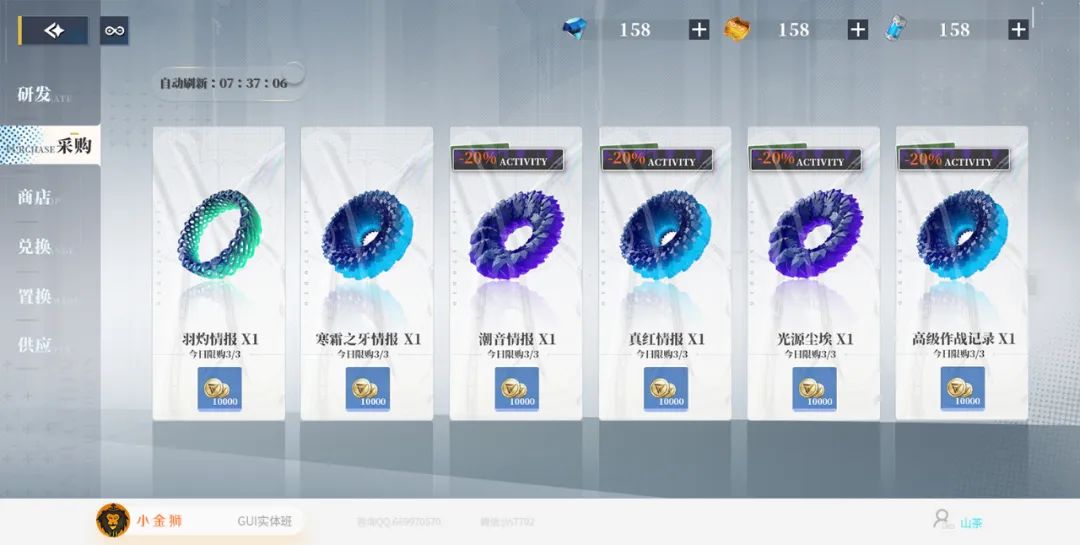 158
158
158
自动刷新：07：37：06
研发
PURCHASE 采购
商店
兑换
置换
供应
-20% ACTIVITY
-20% ACTIVITY
-20% ACTIVITY
-20% ACTIVITY
羽灼情报 X1
今日限购3/3
10000
寒霜之牙情报 X1
今日限购3/3
10000
潮音情报 X1
今日限购3/3
10000
真红情报 X1
今日限购3/3
10000
光源尘埃 X1
今日限购3/3
10000
高级作战记录 X1
今日限购3/3
10000
小金狮
GUI实体班
咨询QQ:669970570
山茶